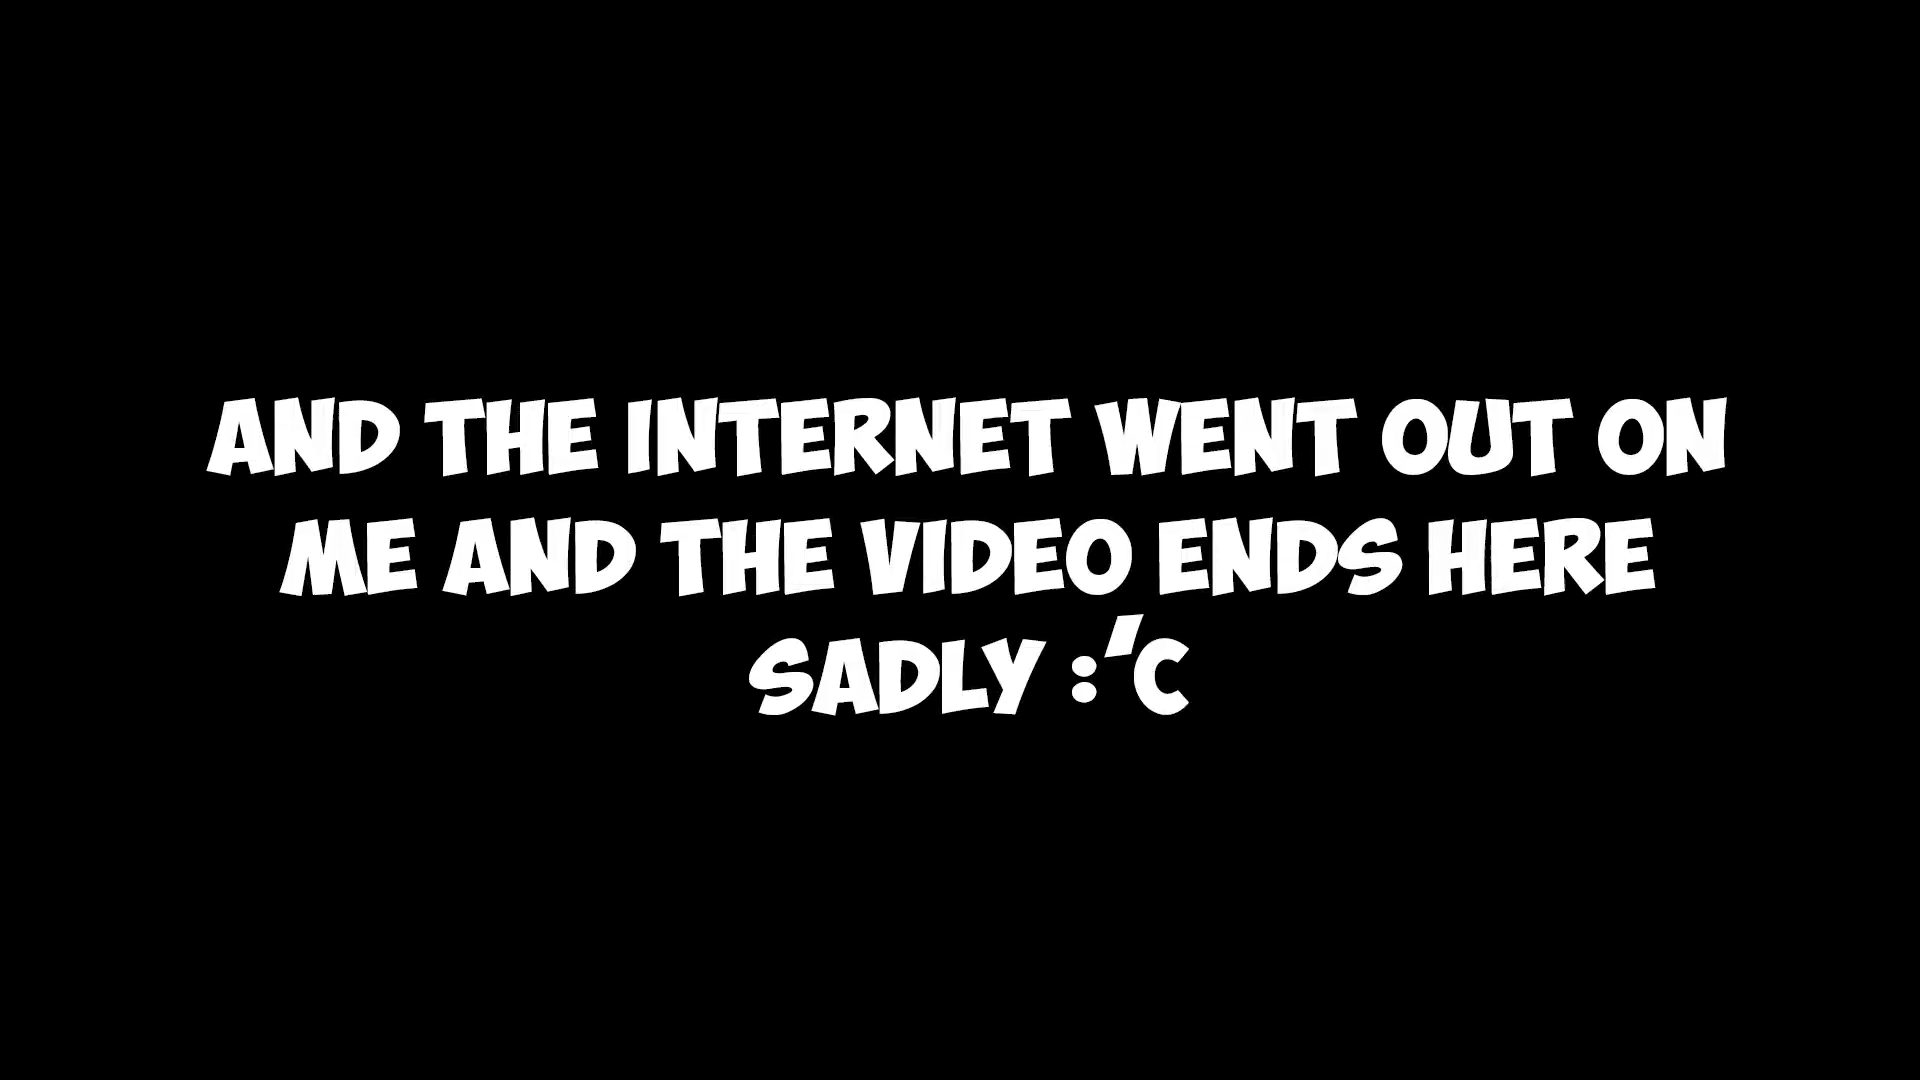 AND THE INTERNET WENT OUT ON
ME AND THE VIDEO ENDS HERE
SADLY :'C